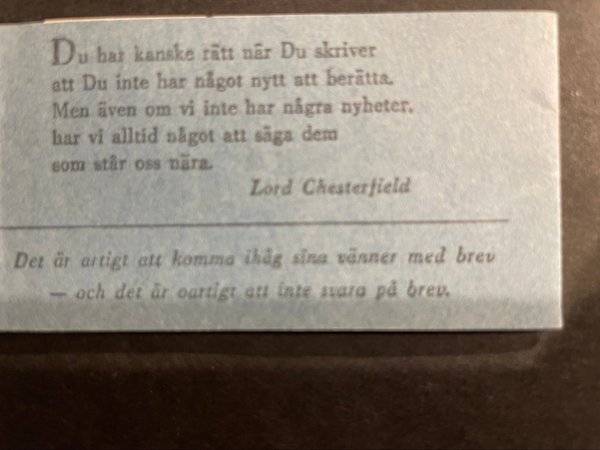 Du har kanske rätt när Du skriver
att Du inte har något nytt att berätta.
Men även om vi inte har några nyheter,
har vi alltid något att säga dem
som står oss nära.
Lord Chesterfield
Det är artigt att komma ihåg sina vänner med brev
— och det är oartigt att inte svara på brev.